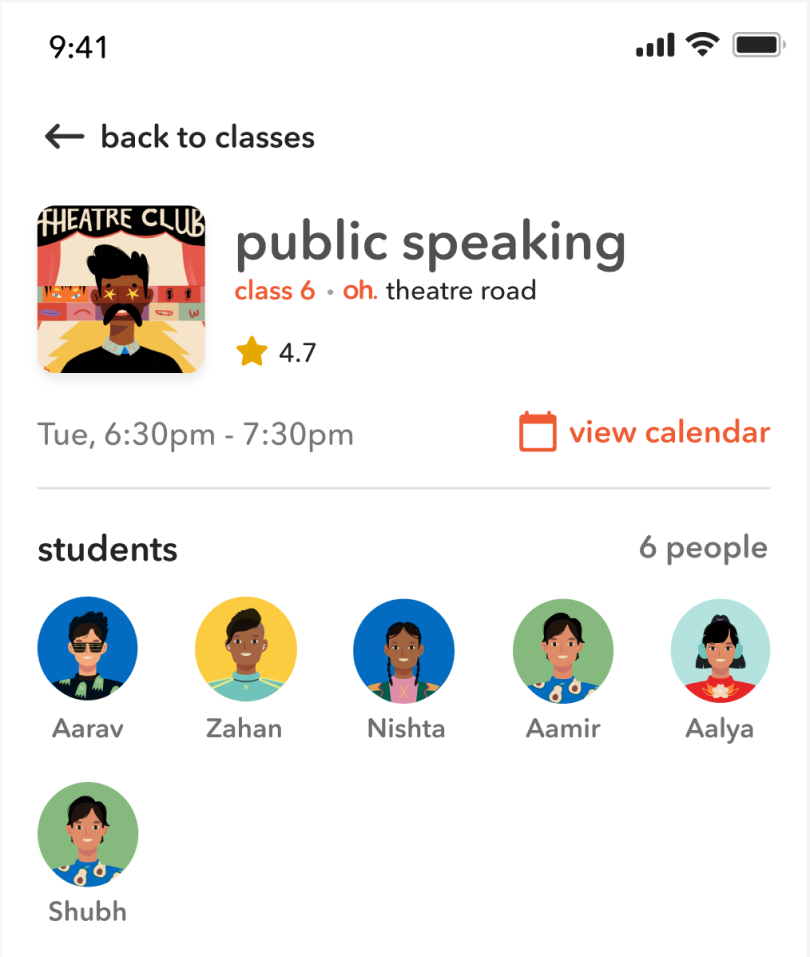 9:41
back to classes
THEATRE CLUB
public speaking
class 6 • oh. theatre road
4.7
Tue, 6:30pm - 7:30pm
view calendar
students
6 people
Aarav
Zahan
Nishta
Aamir
Aalya
Shubh